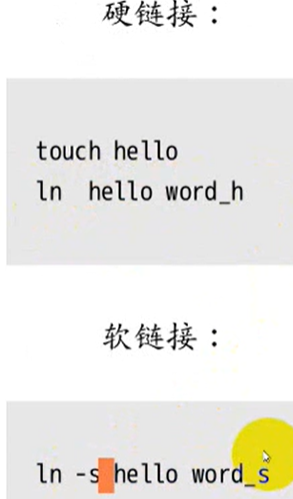 硬链接：
touch hello
ln  hello word_h
软链接：
ln -s hello word_s